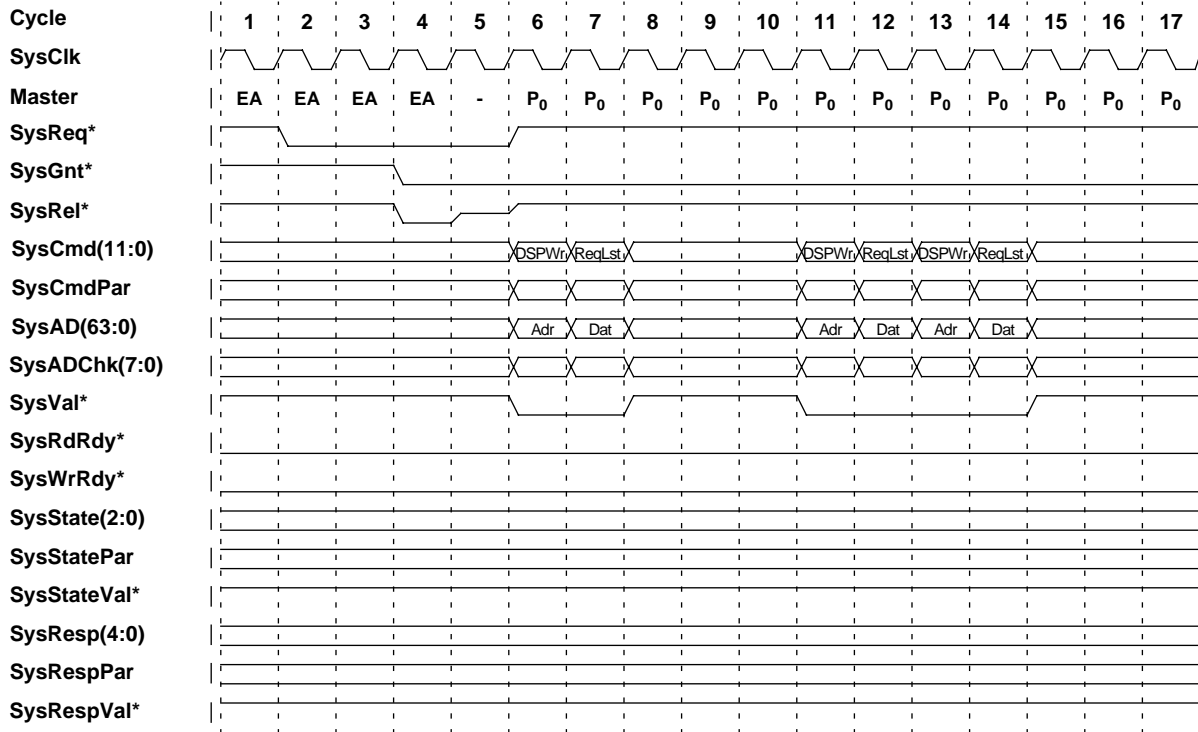 Cycle | 1 2 3 4 5 6 7 8 9 10 11 12 13 14 15 16 17
SysClk |
Master | EA EA EA EA - P0 P0 P0 P0 P0 P0 P0 P0 P0 P0 P0 P0
SysReq* |
SysGnt* |
SysRel* |
SysCmd(11:0) | DSPWr ReqLst DSPWr ReqLst DSPWr ReqLst
SysCmdPar |
SysAD(63:0) | Adr Dat Adr Dat Adr Dat
SysADChk(7:0) |
SysVal* |
SysRdRdy* |
SysWrRdy* |
SysState(2:0) |
SysStatePar |
SysStateVal* |
SysResp(4:0) |
SysRespPar |
SysRespVal* |